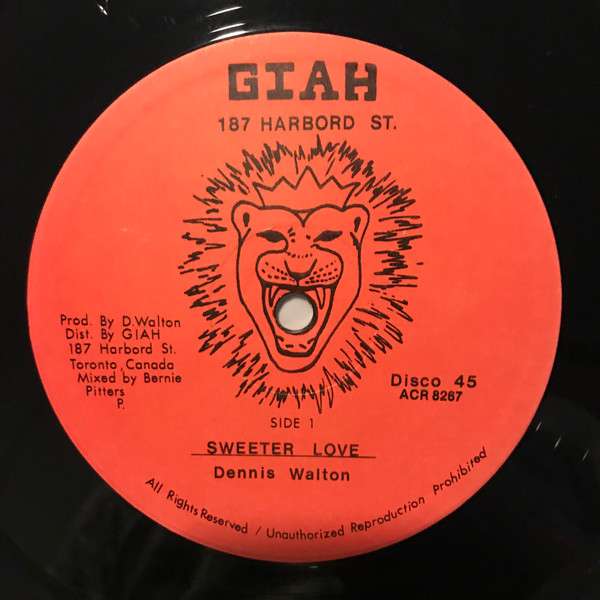 GIAH
187 HARBORD ST.
Prod. By D.Walton
Dist. By GIAH
187 Harbord St.
Toronto, Canada
Mixed by Bernie
Pitters
P.
Disco 45
ACR 8267
SIDE 1
SWEETER LOVE
Dennis Walton
All Rights Reserved / Unauthorized Reproduction Prohibited